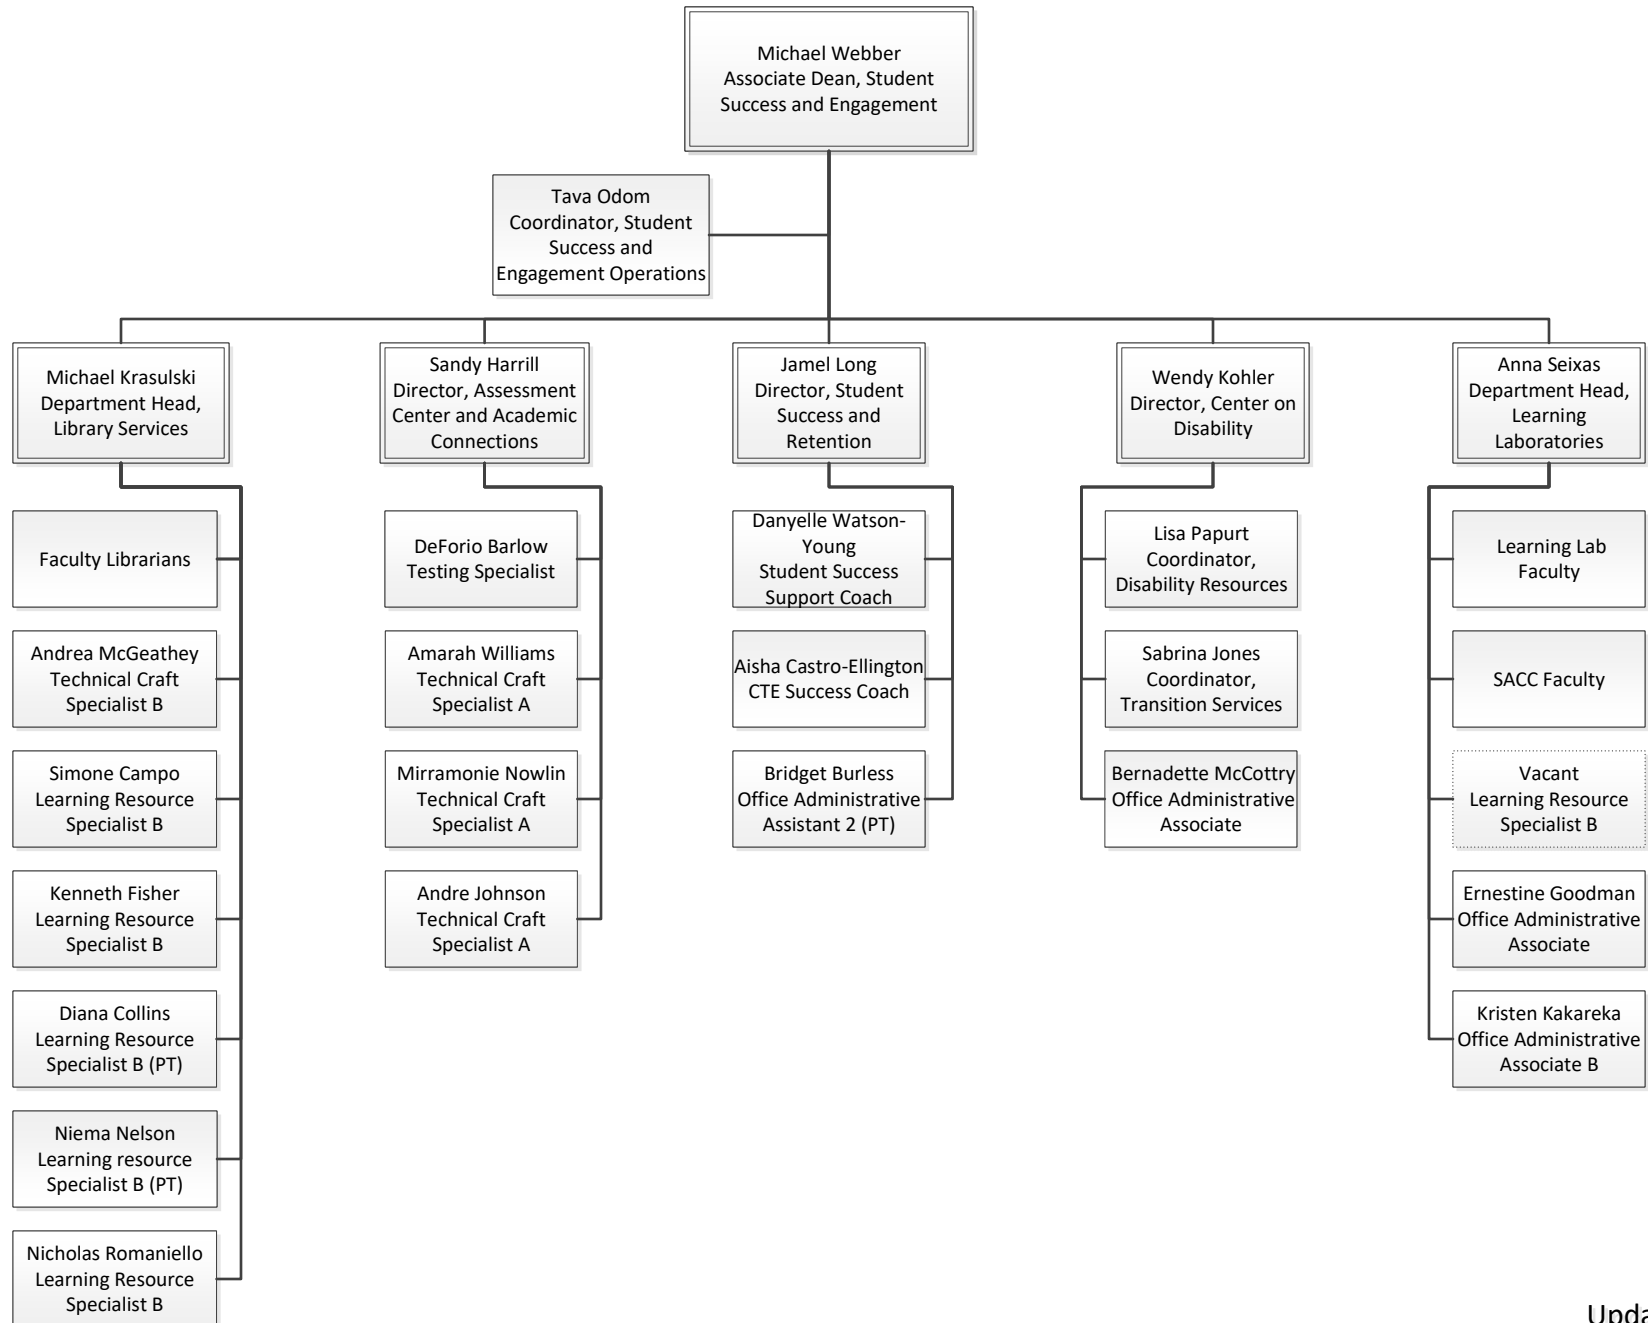 Michael Webber
Associate Dean, Student
Success and Engagement
Tava Odom
Coordinator, Student
Success and
Engagement Operations
Michael Krasulski
Department Head,
Library Services
Sandy Harrill
Director, Assessment
Center and Academic
Connections
Jamel Long
Director, Student
Success and
Retention
Wendy Kohler
Director, Center on
Disability
Anna Seixas
Department Head,
Learning
Laboratories
Faculty Librarians
Andrea McGeathey
Technical Craft
Specialist B
Simone Campo
Learning Resource
Specialist B
Kenneth Fisher
Learning Resource
Specialist B
Diana Collins
Learning Resource
Specialist B (PT)
Niema Nelson
Learning resource
Specialist B (PT)
Nicholas Romaniello
Learning Resource
Specialist B
DeForio Barlow
Testing Specialist
Amarah Williams
Technical Craft
Specialist A
Mirramonie Nowlin
Technical Craft
Specialist A
Andre Johnson
Technical Craft
Specialist A
Danyelle Watson-
Young
Student Success
Support Coach
Aisha Castro-Ellington
CTE Success Coach
Bridget Burless
Office Administrative
Assistant 2 (PT)
Lisa Papurt
Coordinator,
Disability Resources
Sabrina Jones
Coordinator,
Transition Services
Bernadette McCottry
Office Administrative
Associate
Learning Lab
Faculty
SACC Faculty
Vacant
Learning Resource
Specialist B
Ernestine Goodman
Office Administrative
Associate
Kristen Kakareka
Office Administrative
Associate B